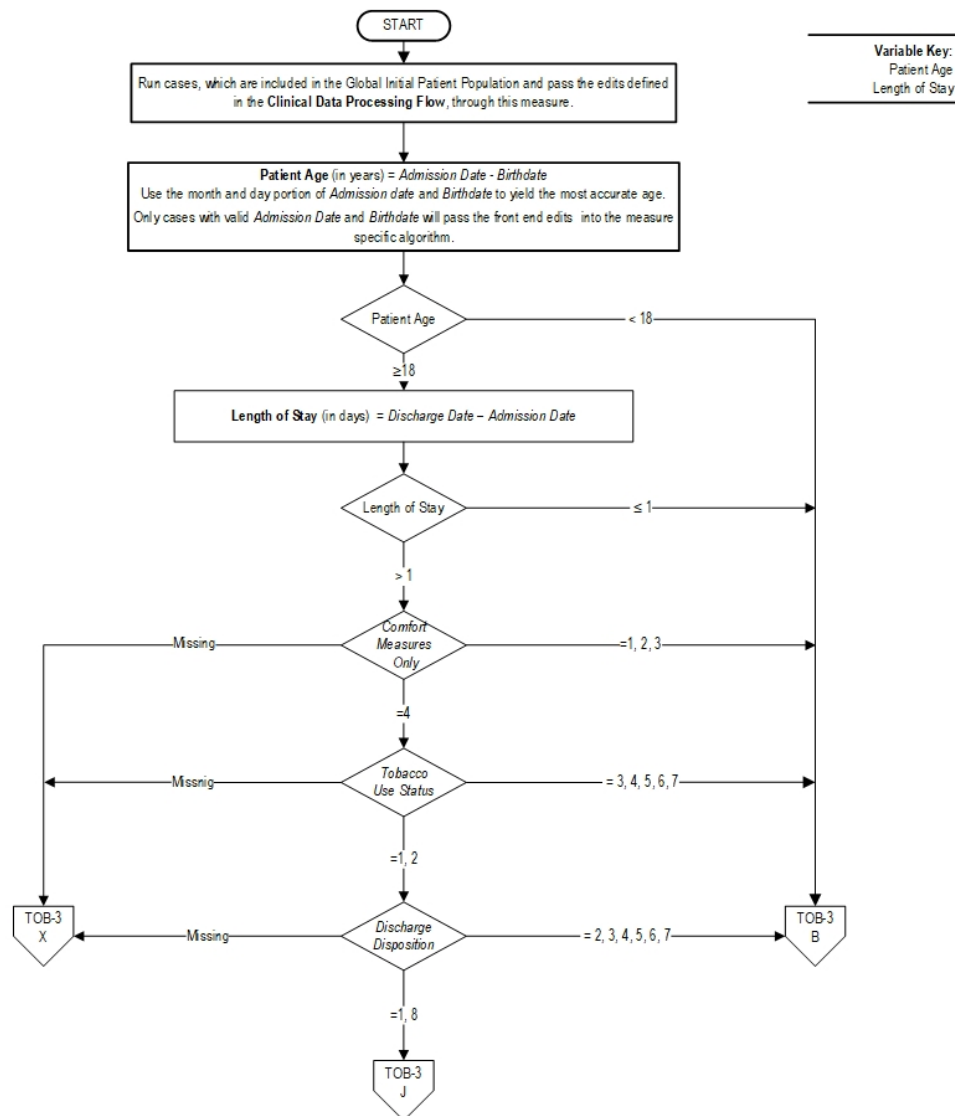 START
Variable Key:
Patient Age
Length of Stay
Run cases, which are included in the Global Initial Patient Population and pass the edits defined
in the Clinical Data Processing Flow, through this measure.
Patient Age (in years) = Admission Date - Birthdate
Use the month and day portion of Admission date and Birthdate to yield the most accurate age.
Only cases with valid Admission Date and Birthdate will pass the front end edits into the measure
specific algorithm.
Patient Age
< 18
≥18
Length of Stay (in days) = Discharge Date – Admission Date
Length of Stay
≤ 1
> 1
Missing
Comfort
Measures
Only
=1, 2, 3
=4
Missnig
Tobacco
Use Status
= 3, 4, 5, 6, 7
=1, 2
TOB-3
X
Missing
Discharge
Disposition
= 2, 3, 4, 5, 6, 7
TOB-3
B
=1, 8
TOB-3
J